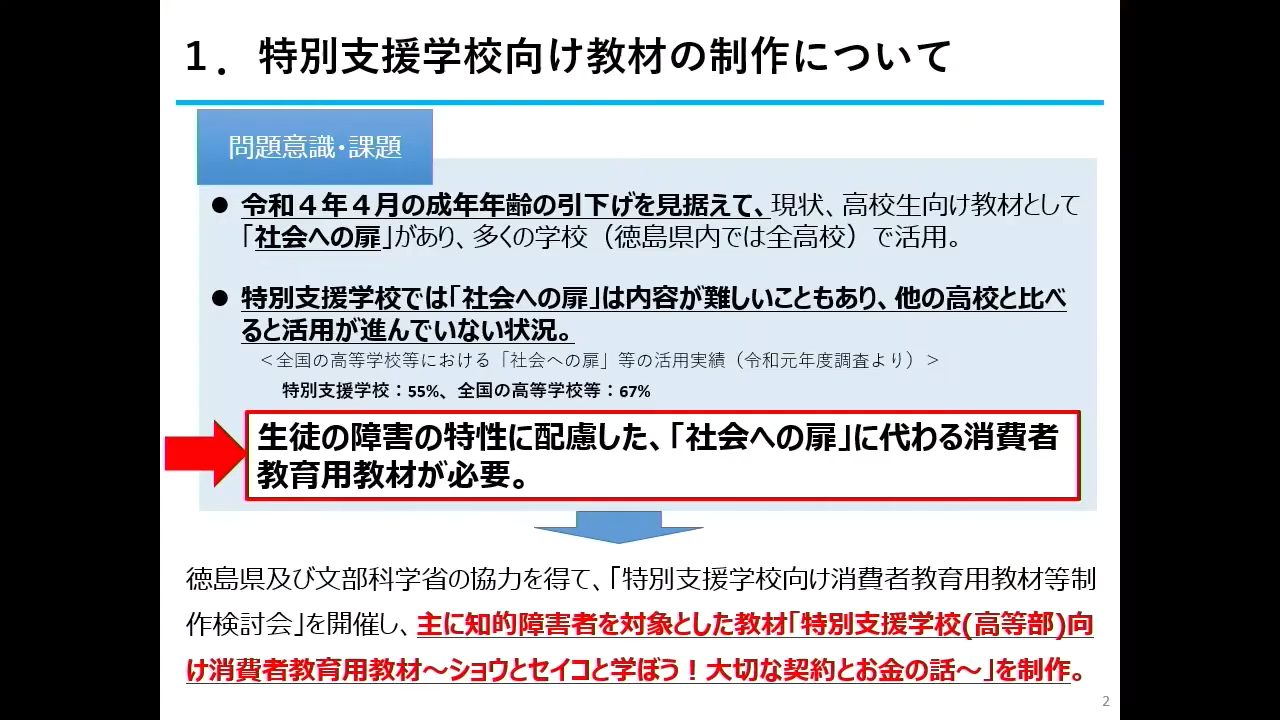 １．特別支援学校向け教材の制作について
問題意識・課題
● 令和４年４月の成年年齢の引下げを見据えて、現状、高校生向け教材として
「社会への扉」があり、多くの学校（徳島県内では全高校）で活用。
● 特別支援学校では「社会への扉」は内容が難しいこともあり、他の高校と比べ
ると活用が進んでいない状況。
＜全国の高等学校等における「社会への扉」等の活用実績（令和元年度調査より）＞
特別支援学校：55%、全国の高等学校等：67%
生徒の障害の特性に配慮した、「社会への扉」に代わる消費者
教育用教材が必要。
徳島県及び文部科学省の協力を得て、「特別支援学校向け消費者教育用教材等制
作検討会」を開催し、主に知的障害者を対象とした教材「特別支援学校(高等部)向
け消費者教育用教材～ショウとセイコと学ぼう！大切な契約とお金の話～」を制作。
2